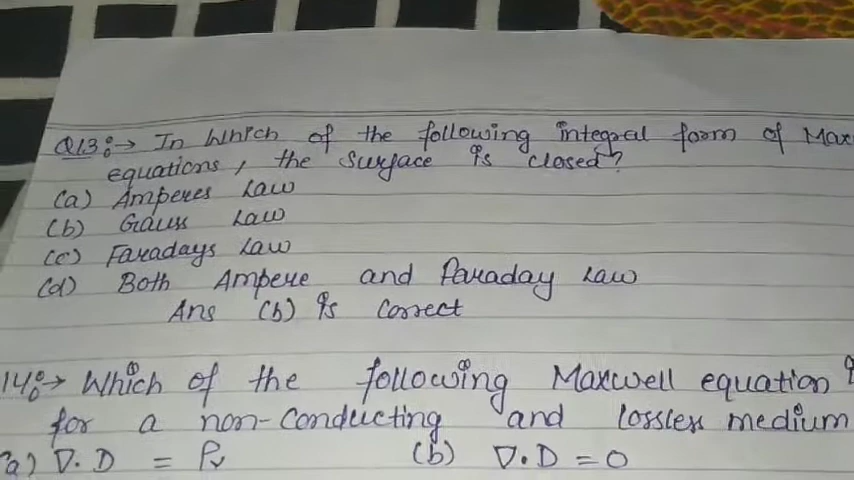 Q13:→ In Which of the following integral form of Max
equations, the surface is closed?
(a) Amperes Law
(b) Gauss Law
(c) Faradays Law
(d) Both Ampere and Faraday Law
Ans (b) is correct
14:→ Which of the following Maxwell equation
for a non-conducting and lossless medium
(a) ∇.D = ρv (b) ∇.D = 0